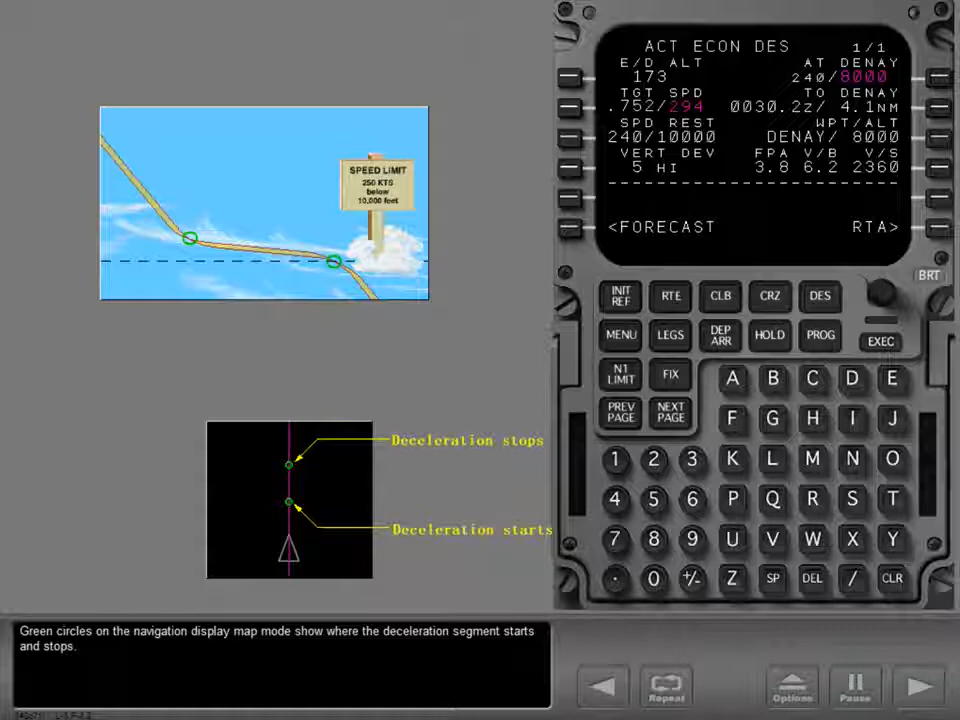 ACT ECON DES 1/1
E/D ALT AT DENAY
173 240/8000
TGT SPD TO DENAY
.752/294 0030.2z/ 4.1NM
SPD REST WPT/ALT
240/10000 DENAY/ 8000
VERT DEV FPA V/B V/S
5 HI 3.8 6.2 2360
<FORECAST RTA>
SPEED LIMIT
250 KTS
below
10,000 feet
BRT
INIT REF
RTE
CLB
CRZ
DES
MENU
LEGS
DEP ARR
HOLD
PROG
EXEC
N1 LIMIT
FIX
PREV PAGE
NEXT PAGE
A B C D E
F G H I J
1 2 3 K L M N O
4 5 6 P Q R S T
7 8 9 U V W X Y
. 0 +/- Z SP DEL / CLR
Deceleration stops
Deceleration starts
Green circles on the navigation display map mode show where the deceleration segment starts
and stops.
Repeat
Options
Pause